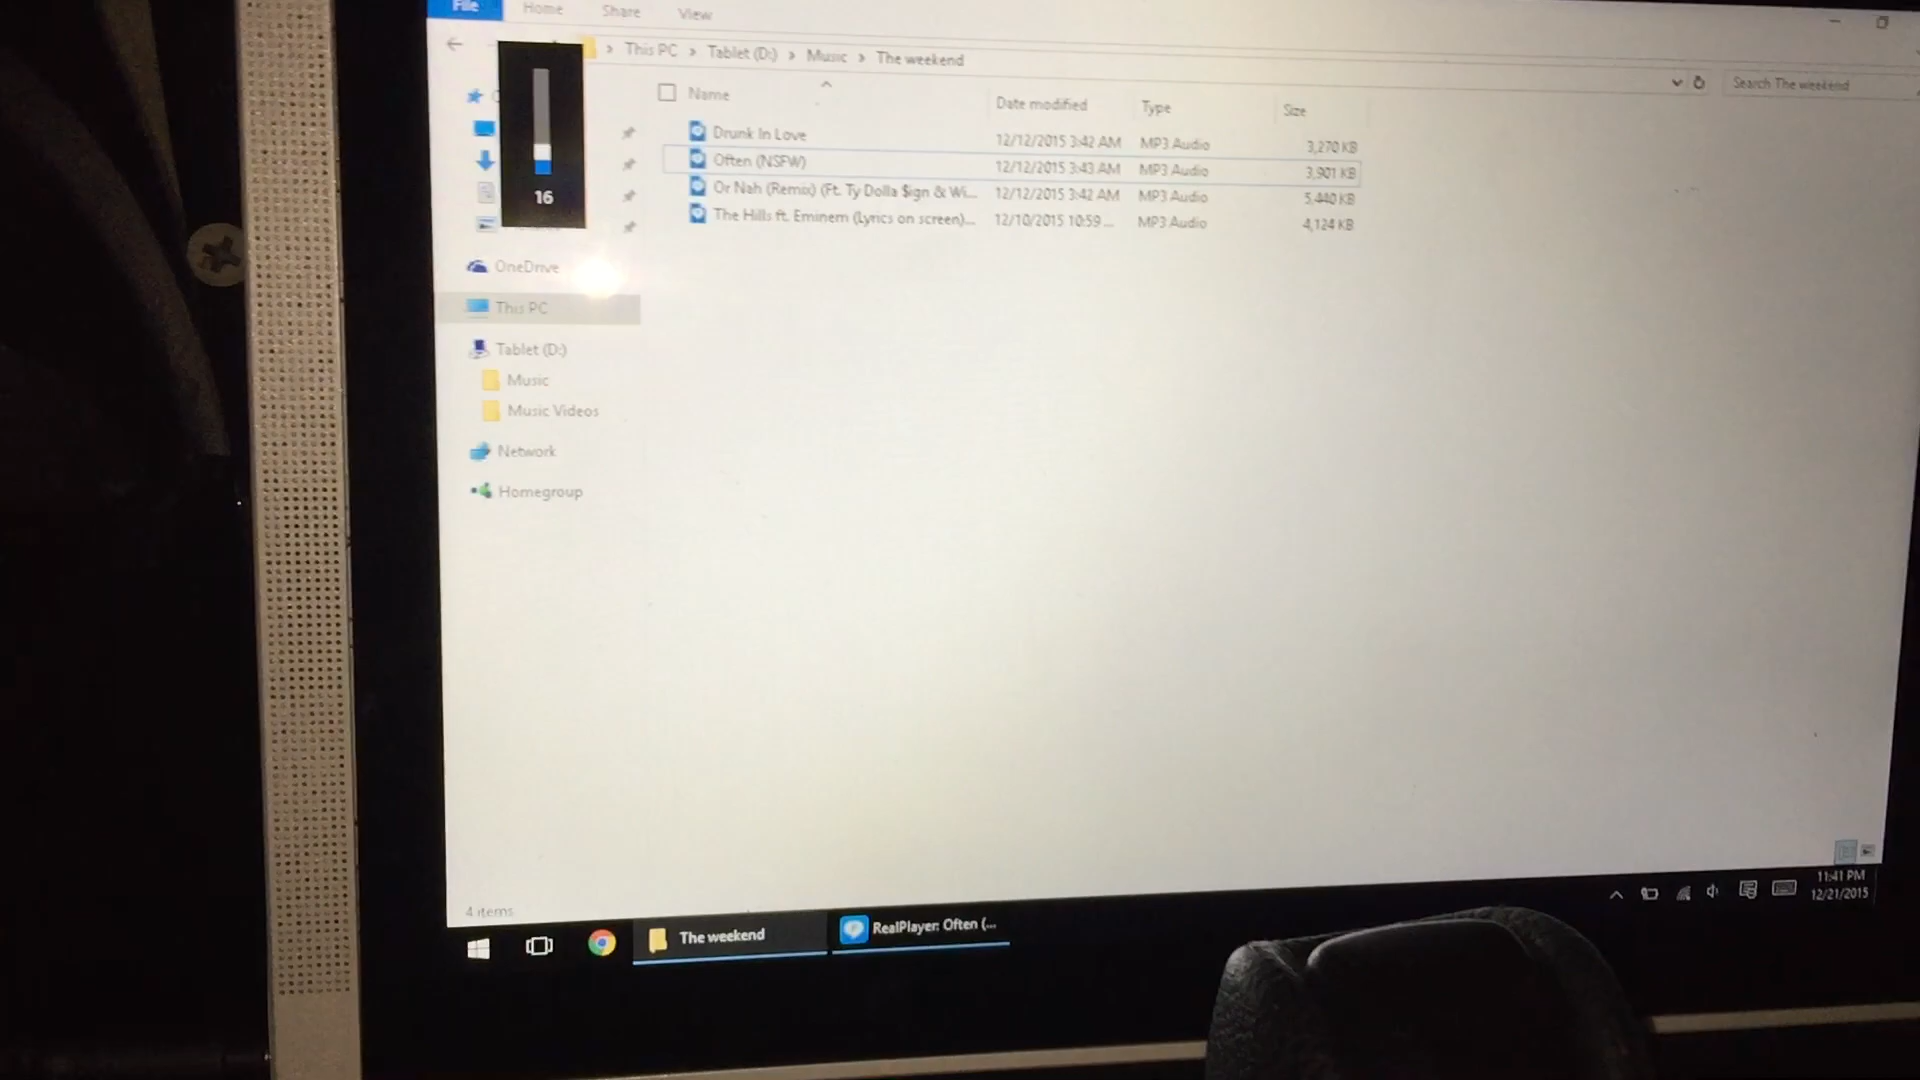 File Home Share View
This PC > Tablet (D:) > Music > The weekend
Search The weekend
Name Date modified Type Size
Drunk In Love 12/12/2015 3:42 AM MP3 Audio 3,270 KB
Often (NSFW) 12/12/2015 3:43 AM MP3 Audio 3,901 KB
Or Nah (Remix) (Ft. Ty Dolla $ign & Wi... 12/12/2015 3:42 AM MP3 Audio 5,440 KB
The Hills ft. Eminem (Lyrics on screen)... 12/10/2015 10:59 ... MP3 Audio 4,124 KB
16
OneDrive
This PC
Tablet (D:)
Music
Music Videos
Network
Homegroup
4 items
The weekend
RealPlayer: Often (...
11:41 PM
12/21/2015